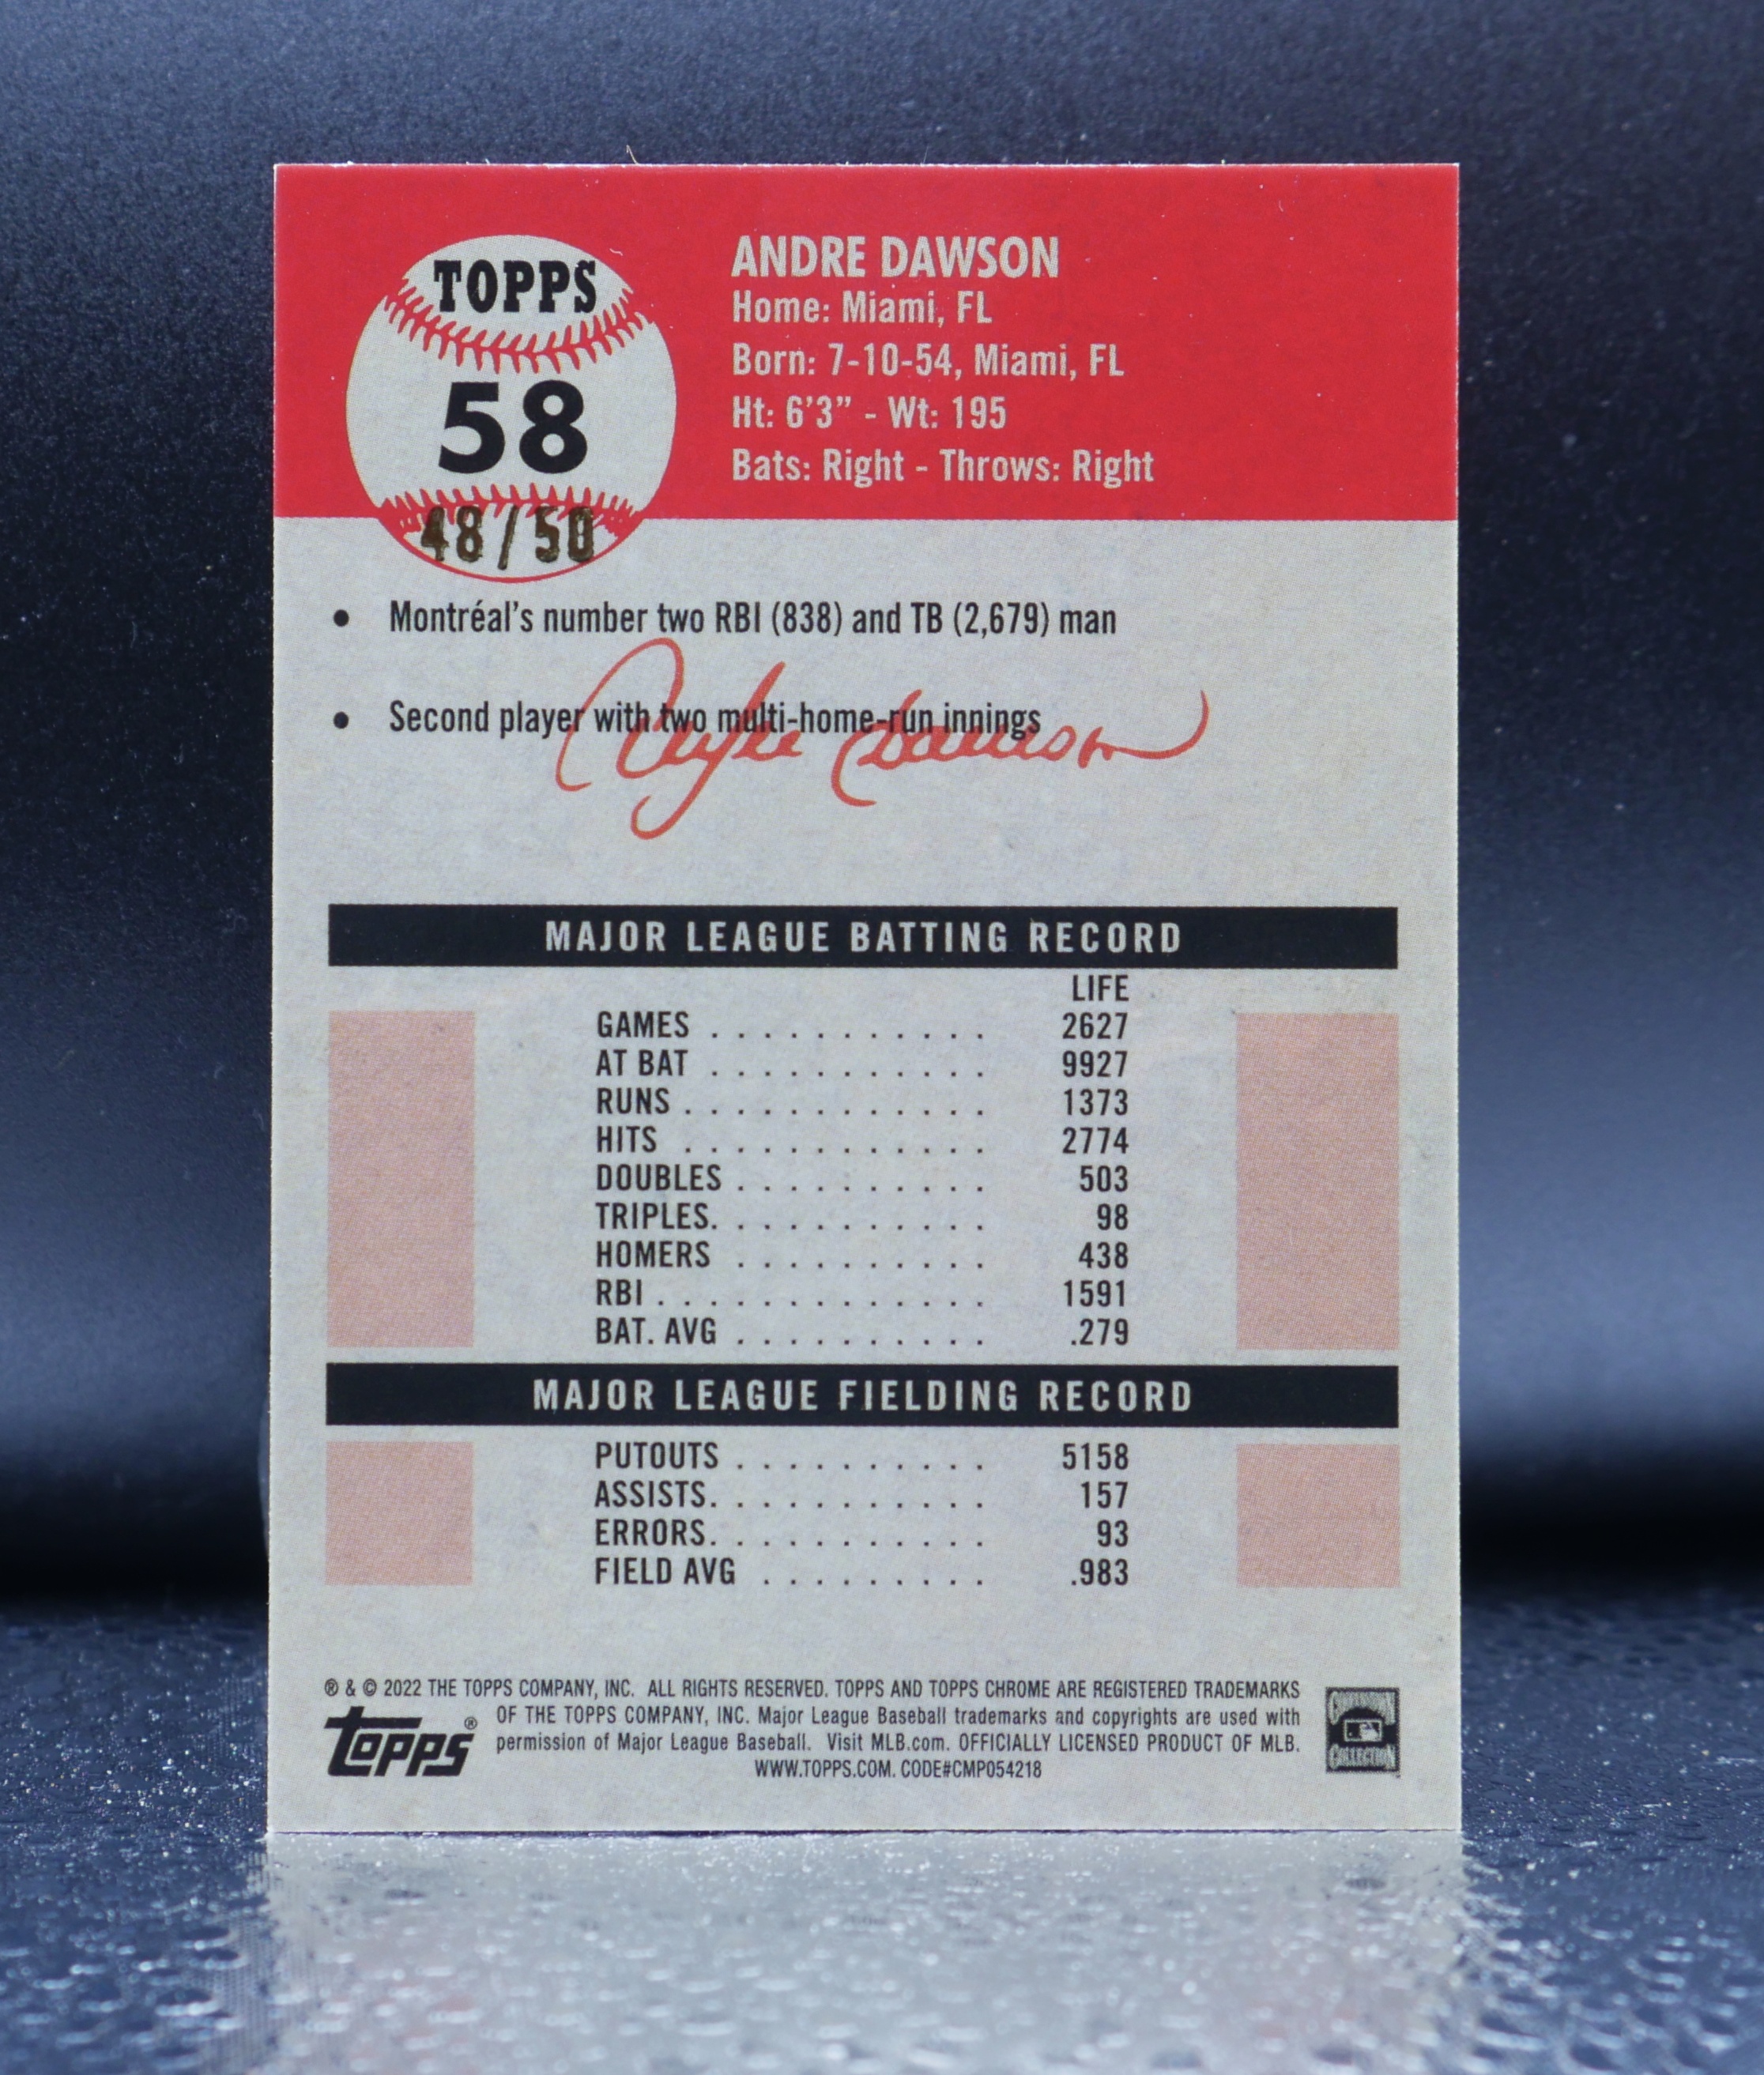 TOPPS
58
48/50
ANDRE DAWSON
Home: Miami, FL
Born: 7-10-54, Miami, FL
Ht: 6'3” - Wt: 195
Bats: Right - Throws: Right
• Montréal's number two RBI (838) and TB (2,679) man
• Second player with two multi-home-run innings
Andre Dawson
MAJOR LEAGUE BATTING RECORD
LIFE
GAMES . . . . . . . . . . . 2627
AT BAT . . . . . . . . . . . 9927
RUNS . . . . . . . . . . . . 1373
HITS . . . . . . . . . . . . 2774
DOUBLES . . . . . . . . . . 503
TRIPLES. . . . . . . . . . . 98
HOMERS . . . . . . . . . . 438
RBI . . . . . . . . . . . . . 1591
BAT. AVG . . . . . . . . . . .279
MAJOR LEAGUE FIELDING RECORD
PUTOUTS . . . . . . . . . . 5158
ASSISTS. . . . . . . . . . . 157
ERRORS. . . . . . . . . . . 93
FIELD AVG . . . . . . . . . .983
® & © 2022 THE TOPPS COMPANY, INC. ALL RIGHTS RESERVED. TOPPS AND TOPPS CHROME ARE REGISTERED TRADEMARKS
OF THE TOPPS COMPANY, INC. Major League Baseball trademarks and copyrights are used with
permission of Major League Baseball. Visit MLB.com. OFFICIALLY LICENSED PRODUCT OF MLB.
WWW.TOPPS.COM. CODE#CMP054218
topps®
COLLECTION